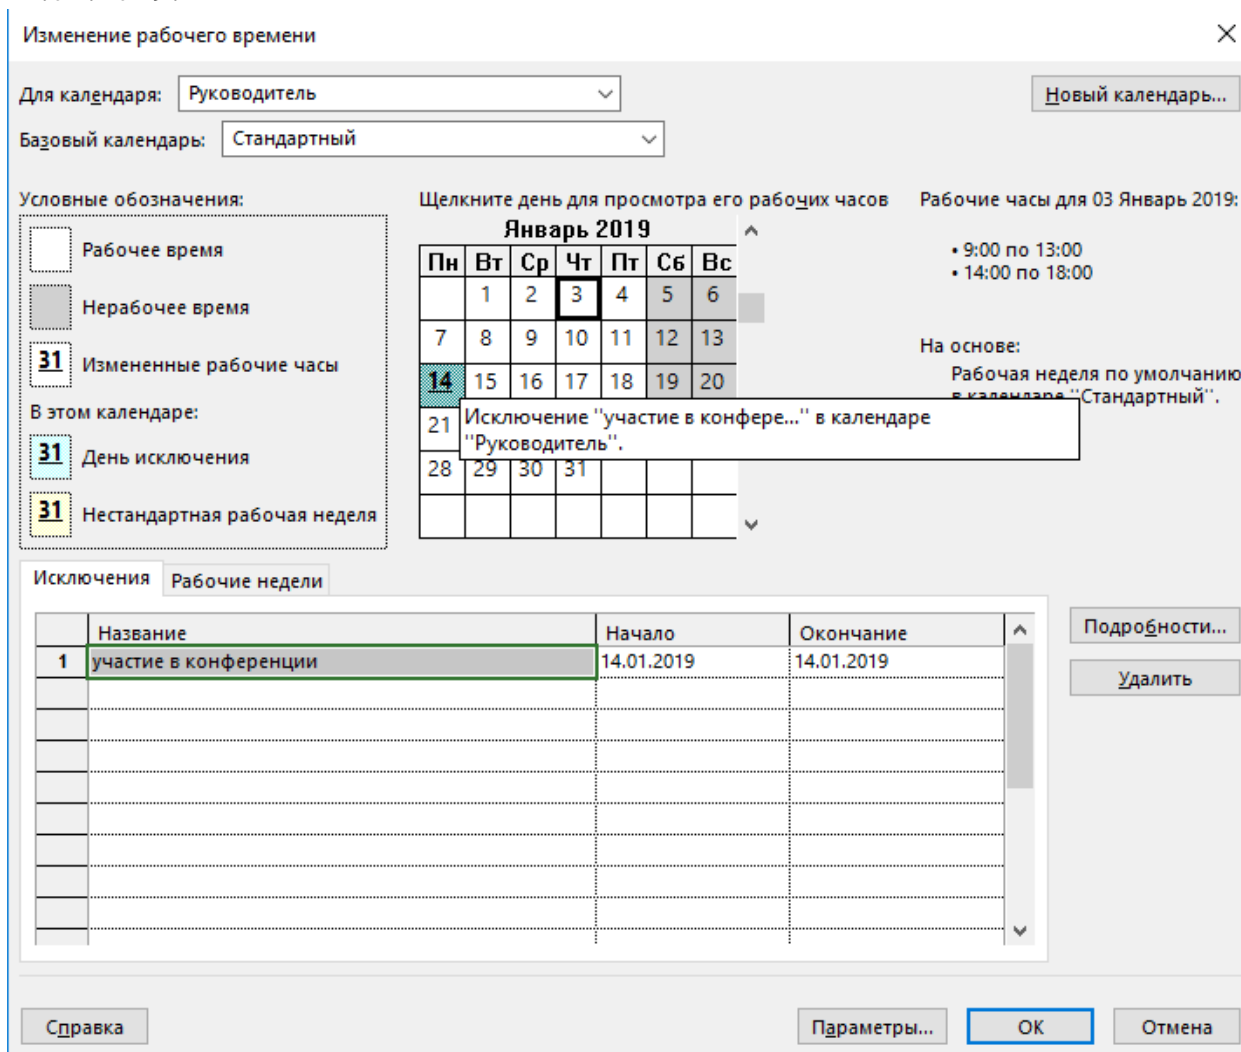 Изменение рабочего времени
Для календаря: Руководитель
Новый календарь...
Базовый календарь: Стандартный
Условные обозначения:
Рабочее время
Нерабочее время
31 Измененные рабочие часы
В этом календаре:
31 День исключения
31 Нестандартная рабочая неделя
Щелкните день для просмотра его рабочих часов
Январь 2019
Пн Вт Ср Чт Пт Сб Вс
1 2 3 4 5 6
7 8 9 10 11 12 13
14 15 16 17 18 19 20
21
28 29 30 31
Исключение "участие в конфере..." в календаре
"Руководитель".
Рабочие часы для 03 Январь 2019:
• 9:00 по 13:00
• 14:00 по 18:00
На основе:
Рабочая неделя по умолчанию
в календаре "Стандартный".
Исключения Рабочие недели
Название Начало Окончание
1 участие в конференции 14.01.2019 14.01.2019
Подробности...
Удалить
Справка
Параметры...
ОК
Отмена